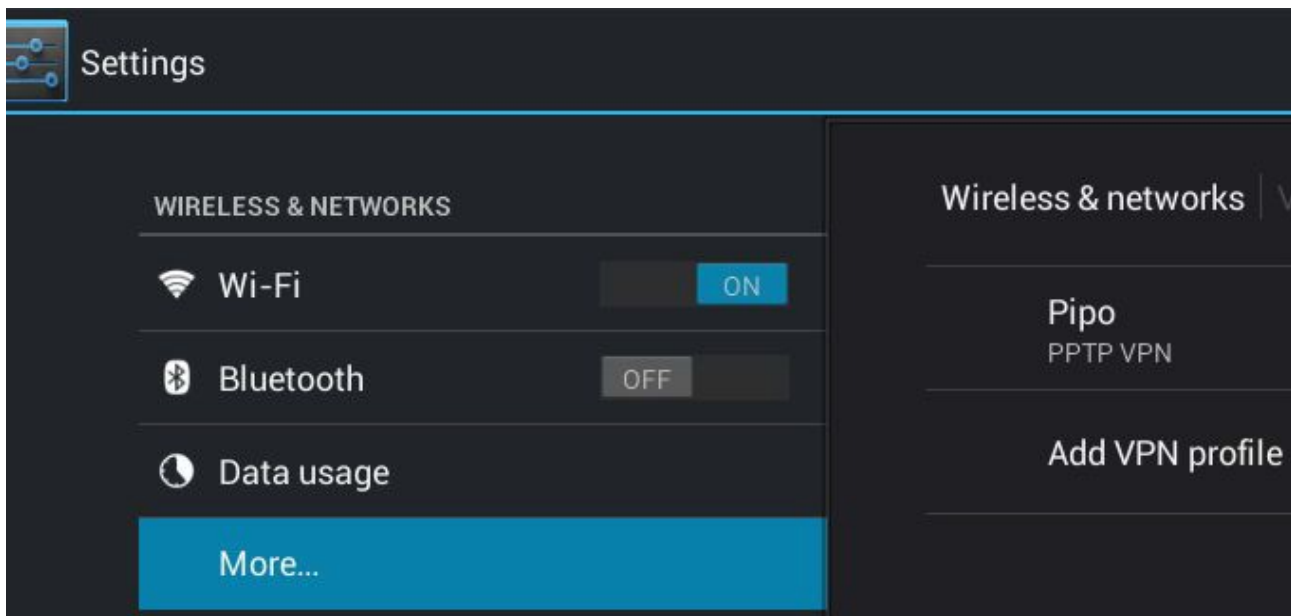 Settings
WIRELESS & NETWORKS
Wi-Fi
ON
Bluetooth
OFF
Data usage
More...
Wireless & networks
Pipo
PPTP VPN
Add VPN profile